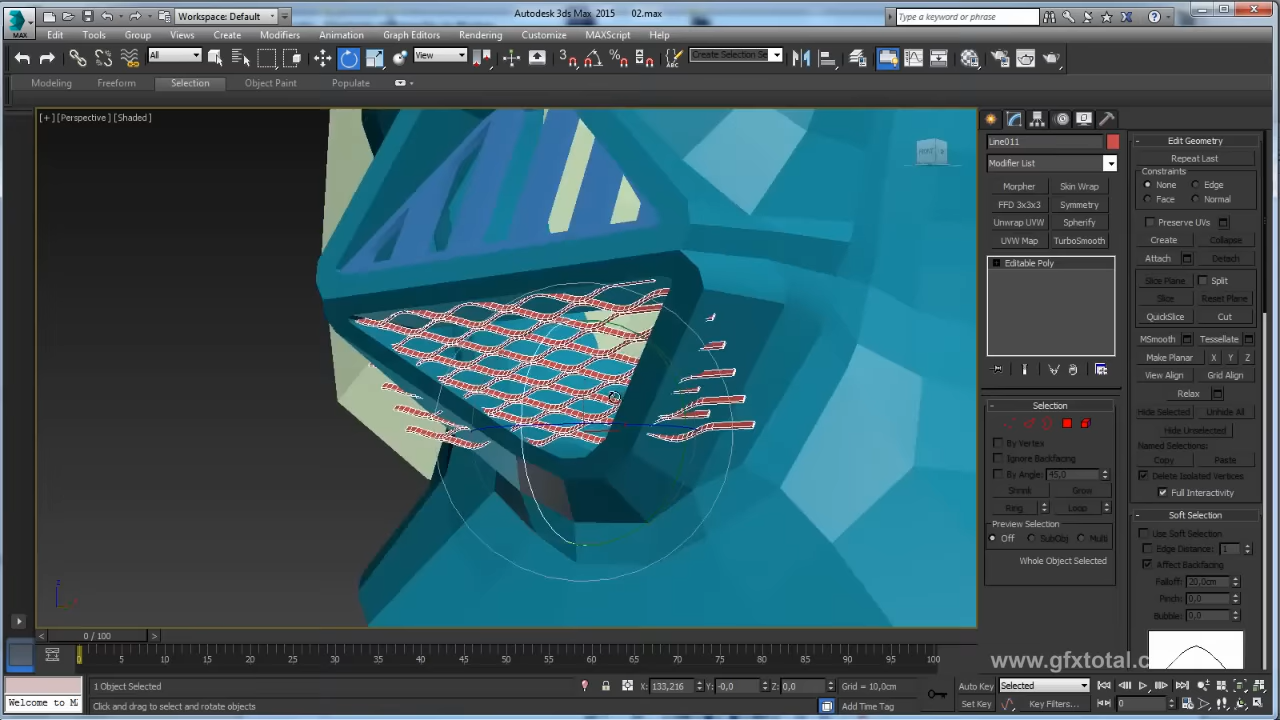 Workspace: Default
Autodesk 3ds Max 2015    02.max
Type a keyword or phrase
MAX
Edit Tools Group Views Create Modifiers Animation Graph Editors Rendering Customize MAXScript Help
All
View
Create Selection Se
Modeling Freeform Selection Object Paint Populate
[+] [Perspective] [Shaded]
Line011
Modifier List
Morpher Skin Wrap
FFD 3x3x3 Symmetry
Unwrap UVW Spherify
UVW Map TurboSmooth
Editable Poly
Selection
By Vertex
Ignore Backfacing
By Angle: 45,0
Shrink Grow
Ring Loop
Preview Selection
Off SubObj Multi
Whole Object Selected
Edit Geometry
Repeat Last
Constraints
None Edge
Face Normal
Preserve UVs
Create Collapse
Attach Detach
Slice Plane Split
Slice Reset Plane
QuickSlice Cut
MSmooth Tessellate
Make Planar X Y Z
View Align Grid Align
Relax
Hide Selected Unhide All
Hide Unselected
Named Selections:
Copy Paste
Delete Isolated Vertices
Full Interactivity
Soft Selection
Use Soft Selection
Edge Distance: 1
Affect Backfacing
Falloff: 20,0cm
Pinch: 0,0
Bubble: 0,0
0 / 100
0 5 10 15 20 25 30 35 40 45 50 55 60 65 70 75 80 85 90 95 100
www.gfxtotal.c
1 Object Selected
X: 133,216 Y: -0,0 Z: 0,0 Grid = 10,0cm
Auto Key Selected
Welcome to M
Click and drag to select and rotate objects
Add Time Tag
Set Key Key Filters... 0